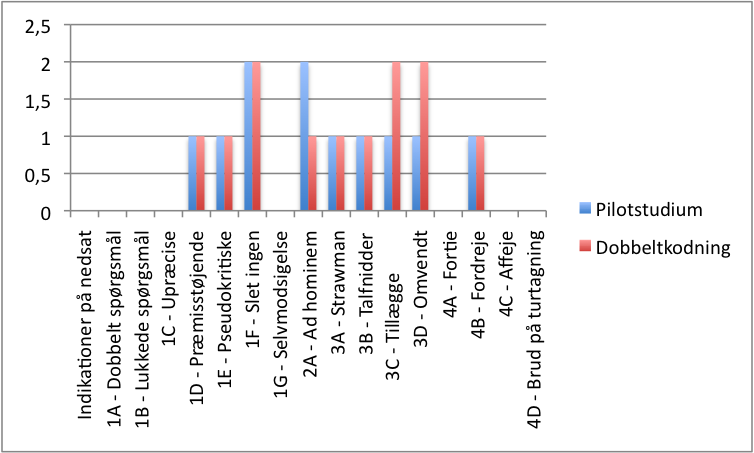 2,5
2
1,5
1
0,5
0
Indikationer på nedsat
1A - Dobbelt spørgsmål
1B - Lukkede spørgsmål
1C - Upræcise
1D - Præmisstøjende
1E - Pseudokritiske
1F - Slet ingen
1G - Selvmodsigelse
2A - Ad hominem
3A - Strawman
3B - Talfnidder
3C - Tillægge
3D - Omvendt
4A - Fortie
4B - Fordreje
4C - Affeje
4D - Brud på turtagning
Pilotstudium
Dobbeltkodning